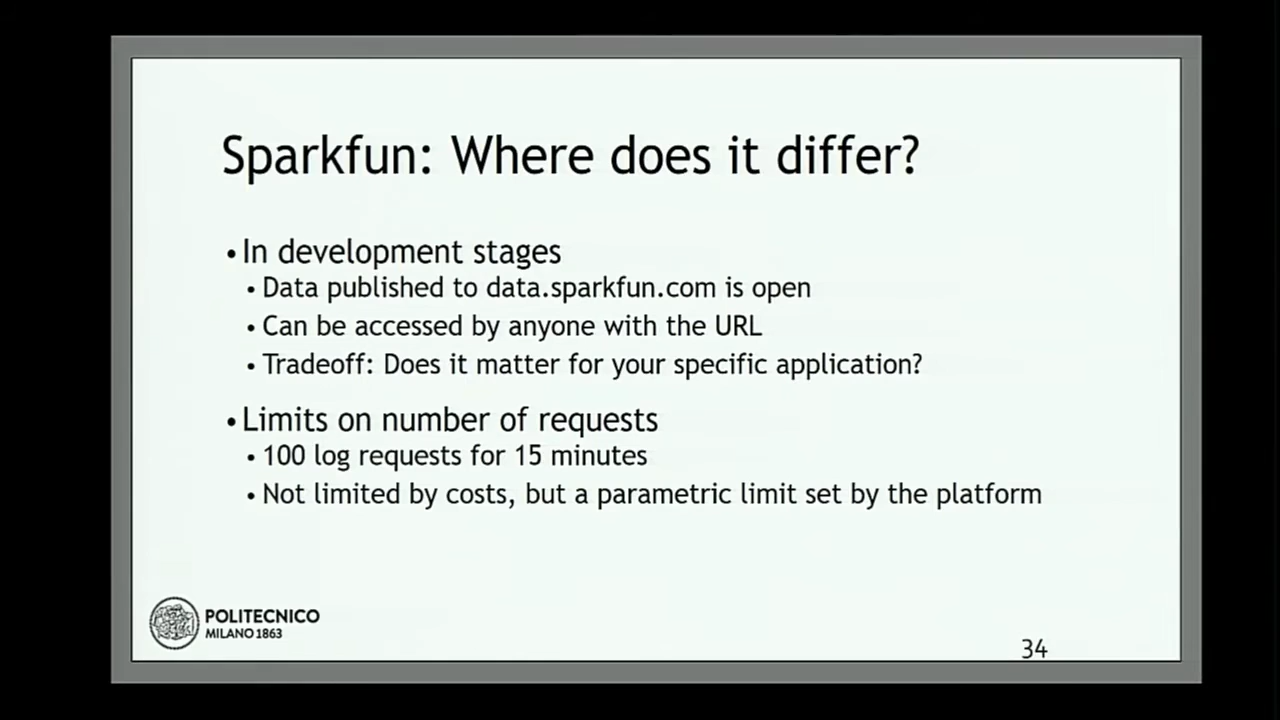 Sparkfun: Where does it differ?
• In development stages
• Data published to data.sparkfun.com is open
• Can be accessed by anyone with the URL
• Tradeoff: Does it matter for your specific application?
• Limits on number of requests
• 100 log requests for 15 minutes
• Not limited by costs, but a parametric limit set by the platform
POLITECNICO
MILANO 1863
34